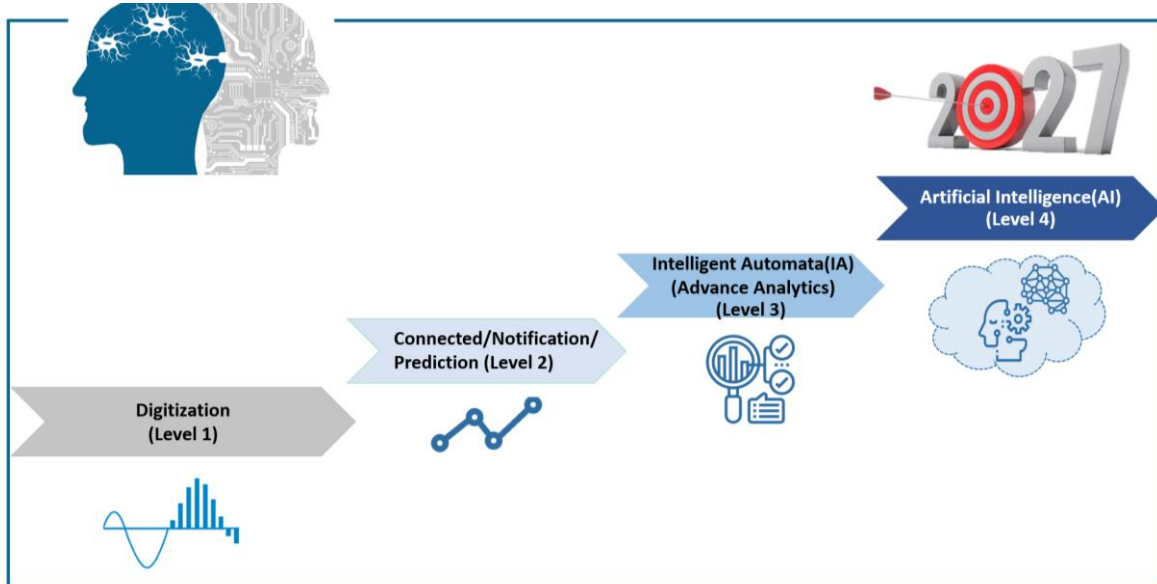 2027
Artificial Intelligence(AI)
(Level 4)
Intelligent Automata(IA)
(Advance Analytics)
(Level 3)
Connected/Notification/
Prediction (Level 2)
Digitization
(Level 1)